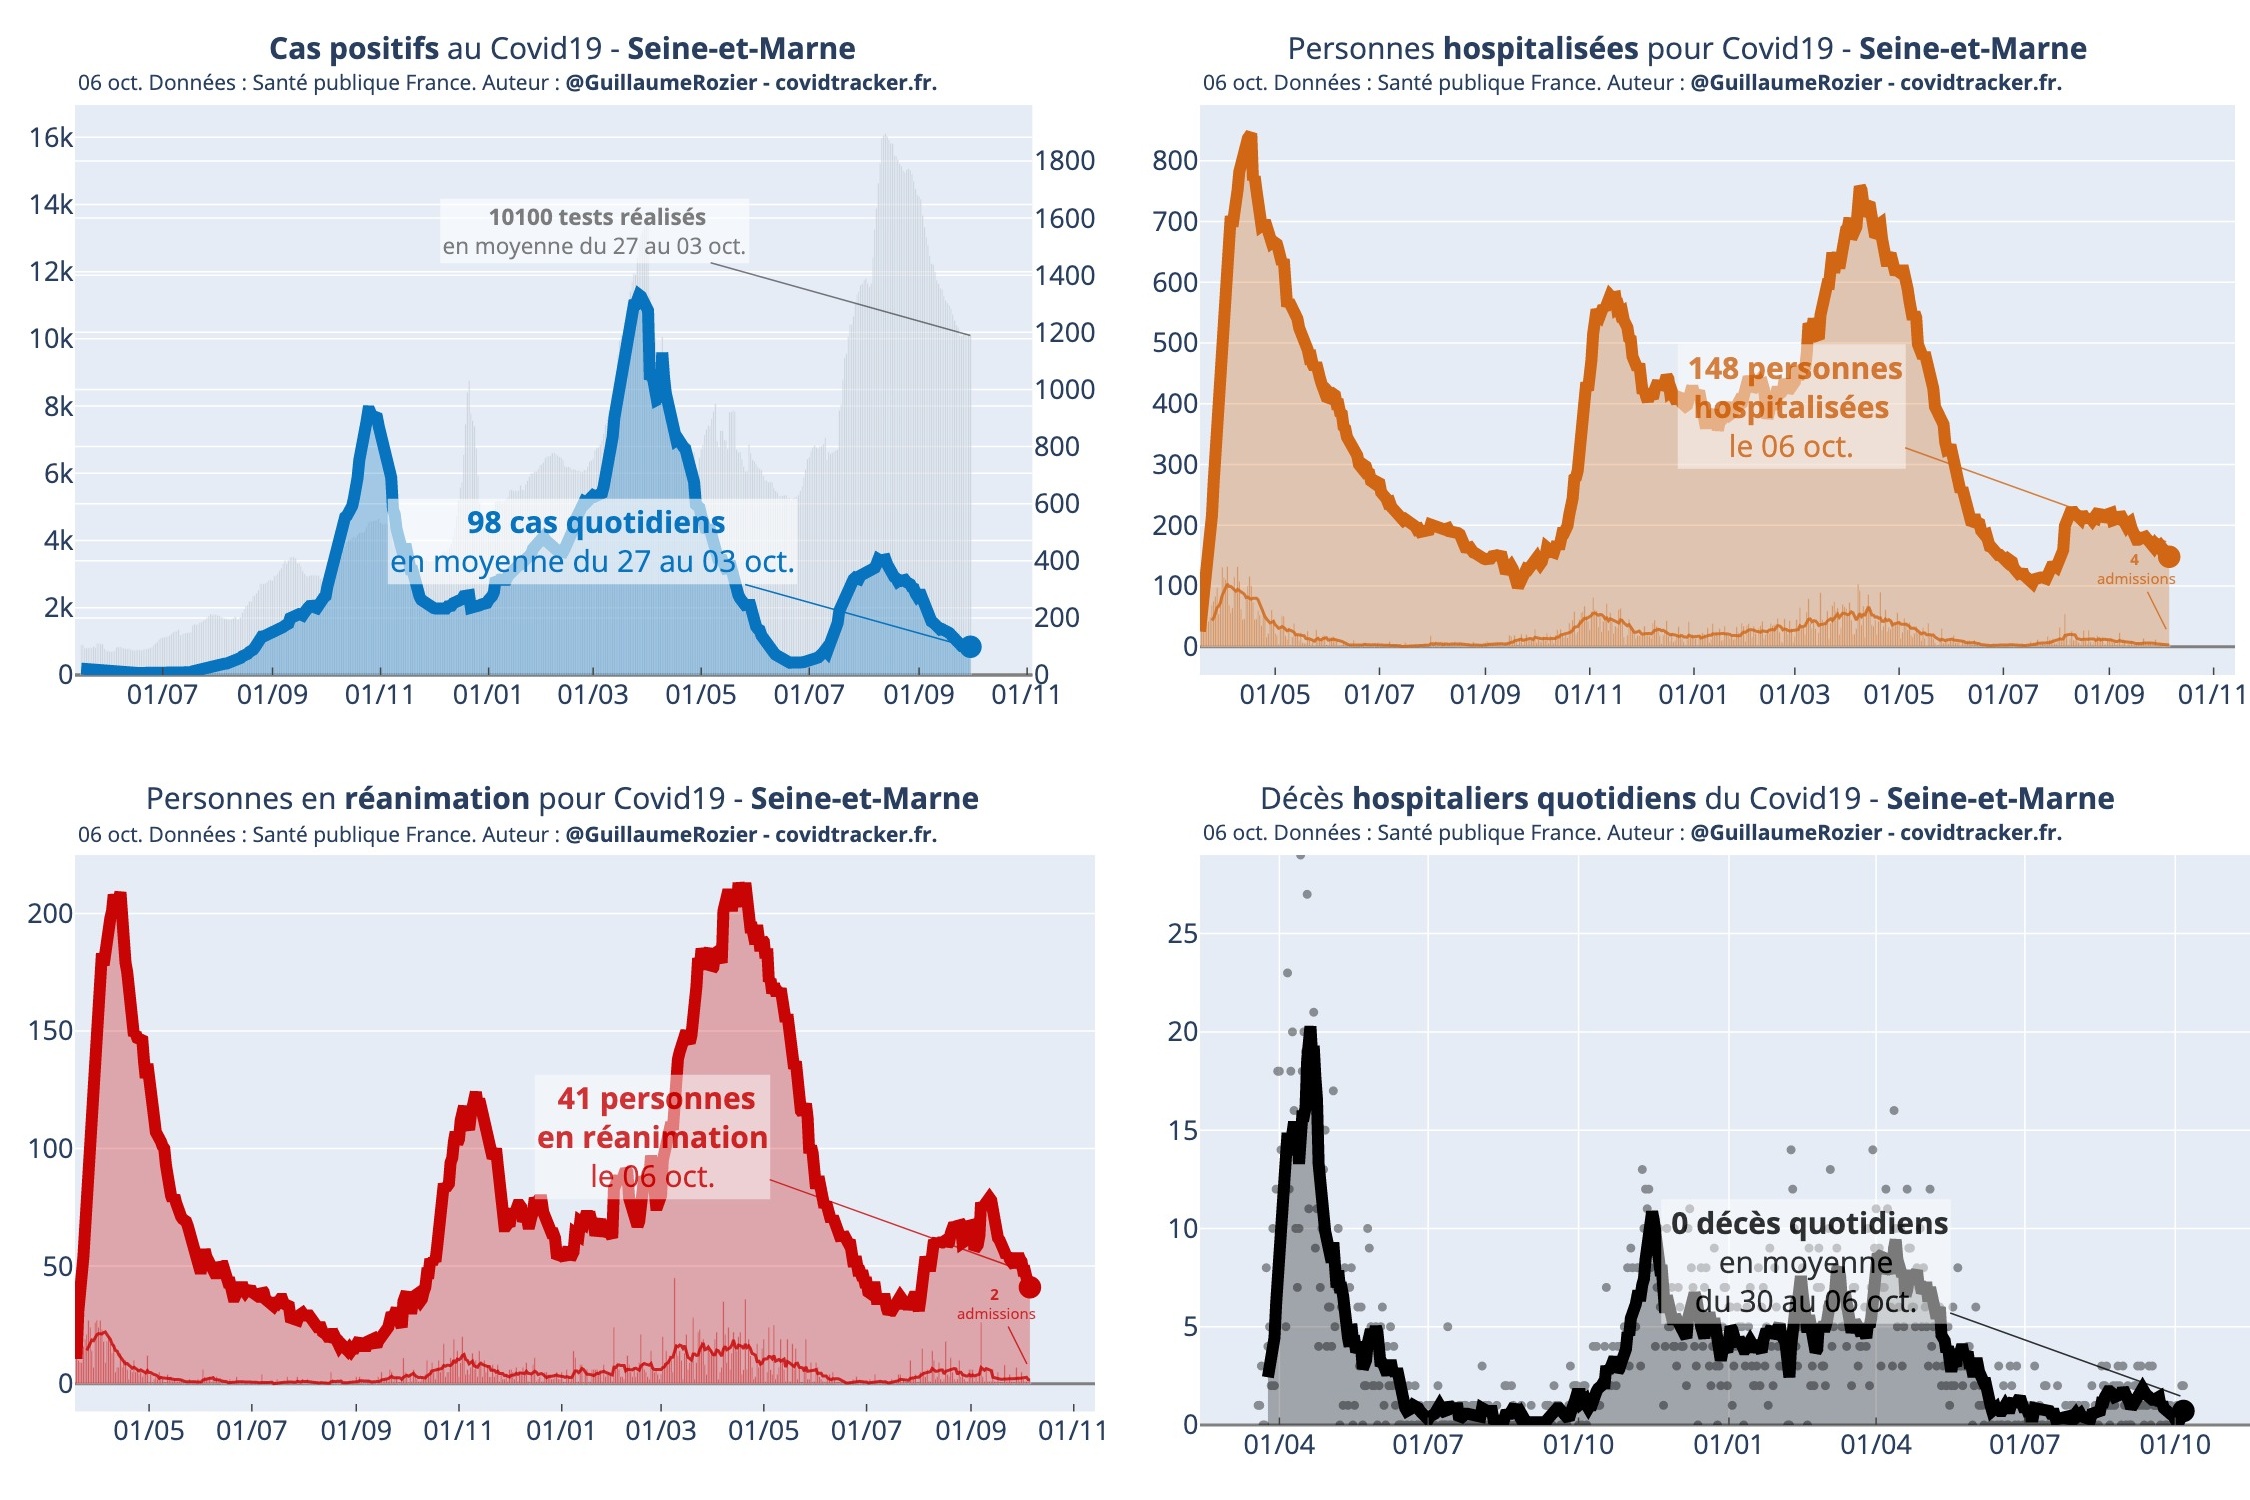 Cas positifs au Covid19 - Seine-et-Marne
06 oct. Données : Santé publique France. Auteur : @GuillaumeRozier - covidtracker.fr.
16k
14k
12k
10k
8k
6k
4k
2k
0
1800
1600
1400
1200
1000
800
600
400
200
0
10100 tests réalisés
en moyenne du 27 au 03 oct.
98 cas quotidiens
en moyenne du 27 au 03 oct.
01/07 01/09 01/11 01/01 01/03 01/05 01/07 01/09 01/11
Personnes hospitalisées pour Covid19 - Seine-et-Marne
06 oct. Données : Santé publique France. Auteur : @GuillaumeRozier - covidtracker.fr.
800
700
600
500
400
300
200
100
0
148 personnes
hospitalisées
le 06 oct.
4
admissions
01/05 01/07 01/09 01/11 01/01 01/03 01/05 01/07 01/09 01/11
Personnes en réanimation pour Covid19 - Seine-et-Marne
06 oct. Données : Santé publique France. Auteur : @GuillaumeRozier - covidtracker.fr.
200
150
100
50
0
41 personnes
en réanimation
le 06 oct.
2
admissions
01/05 01/07 01/09 01/11 01/01 01/03 01/05 01/07 01/09 01/11
Décès hospitaliers quotidiens du Covid19 - Seine-et-Marne
06 oct. Données : Santé publique France. Auteur : @GuillaumeRozier - covidtracker.fr.
25
20
15
10
5
0
0 décès quotidiens
en moyenne
du 30 au 06 oct.
01/04 01/07 01/10 01/01 01/04 01/07 01/10